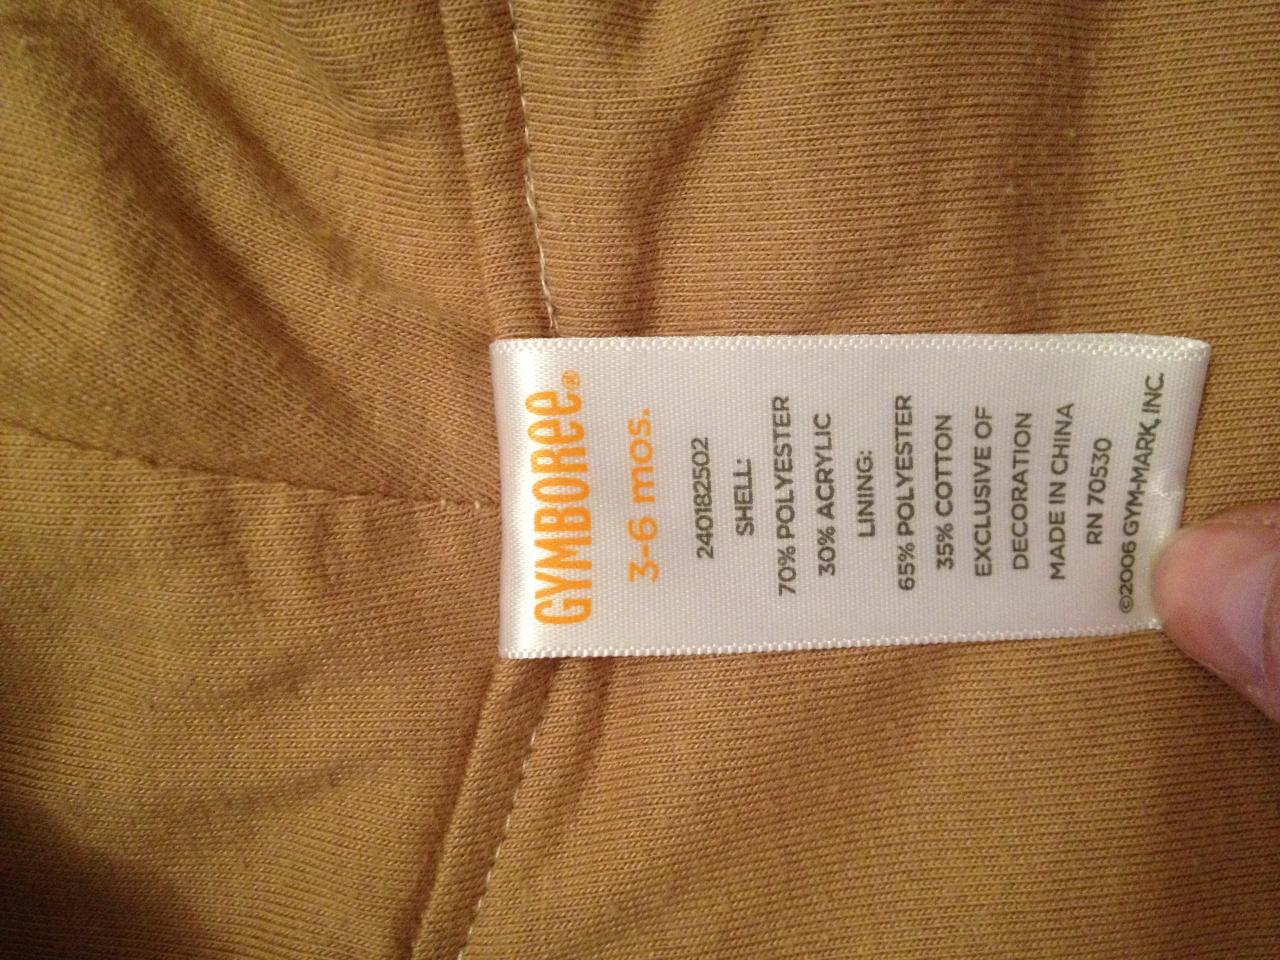 GYMBOREE®
3-6 mos.
240182502
SHELL:
70% POLYESTER
30% ACRYLIC
LINING:
65% POLYESTER
35% COTTON
EXCLUSIVE OF
DECORATION
MADE IN CHINA
RN 70530
©2006 GYM-MARK, INC.